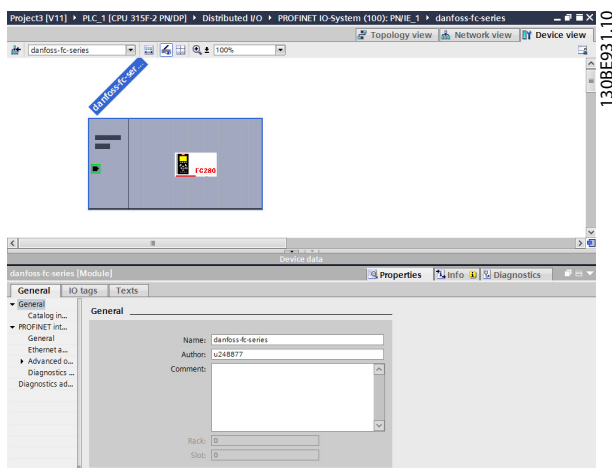 Project3 [V11] ▸ PLC_1 [CPU 315F-2 PN/DP] ▸ Distributed I/O ▸ PROFINET IO-System (100): PN/IE_1 ▸ danfoss-fc-series
Topology view Network view Device view
danfoss-fc-series 100%
danfoss-fc-ser...
FC280
Device data
danfoss-fc-series [Module] Properties Info Diagnostics
General IO tags Texts
General
Catalog in...
PROFINET int...
General
Ethernet a...
Advanced o...
Diagnostics ...
Diagnostics ad...
General
Name: danfoss-fc-series
Author: u248877
Comment:
Rack: 0
Slot: 0
130BE931.10